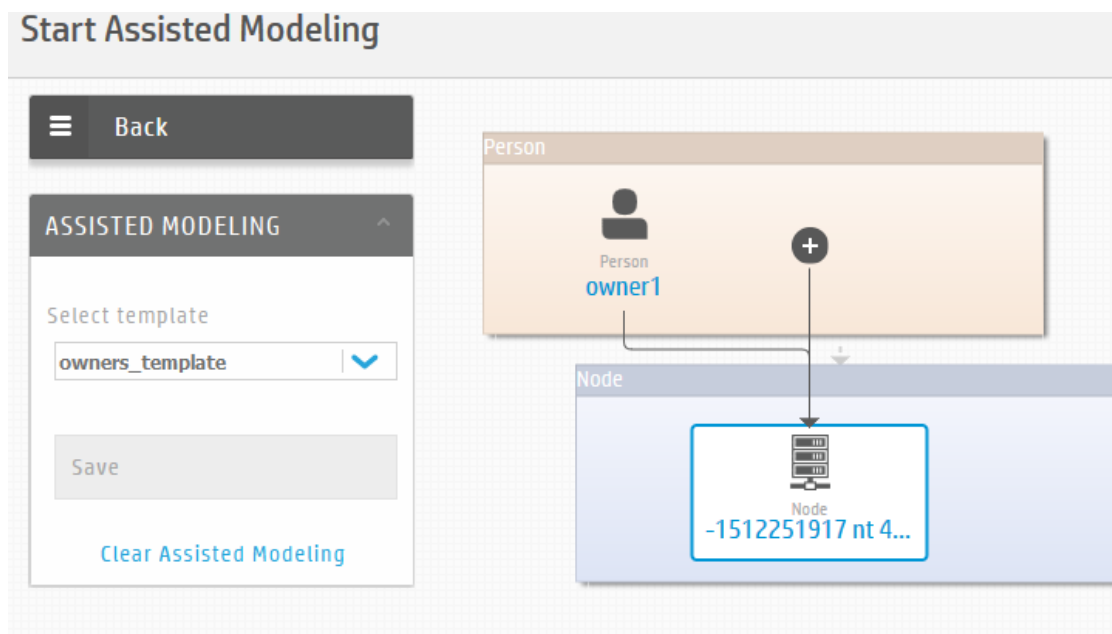 Start Assisted Modeling
Back
ASSISTED MODELING
Select template
owners_template
Save
Clear Assisted Modeling
Person
Person
owner1
Node
Node
-1512251917 nt 4...